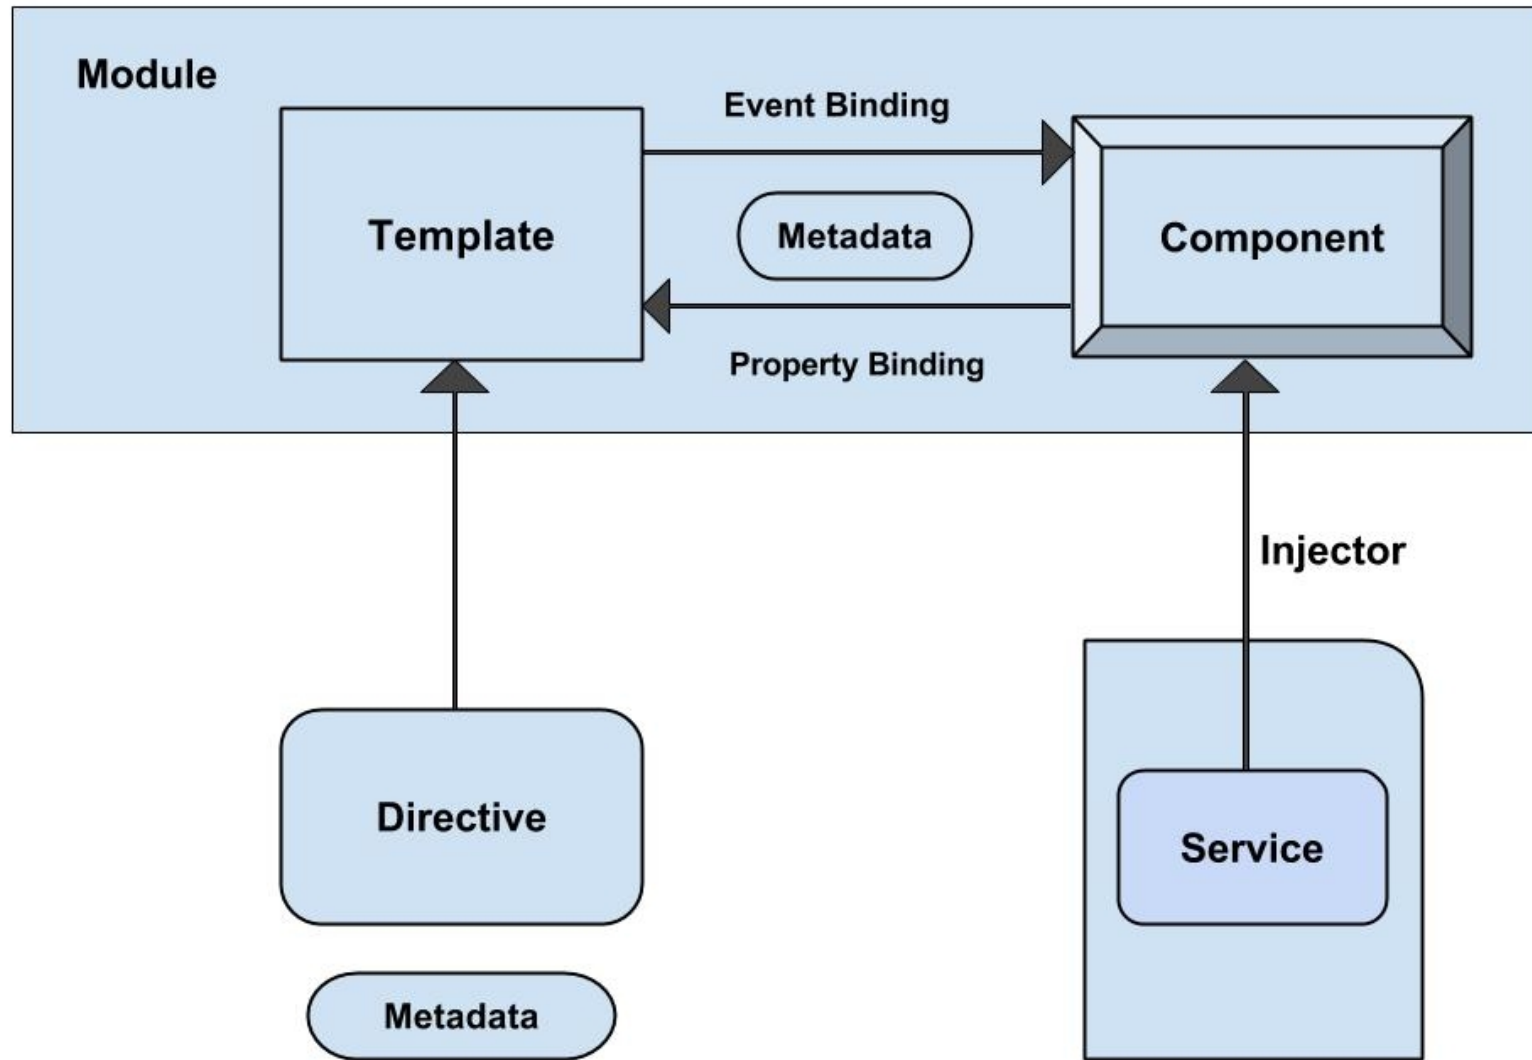 Module
Event Binding
Template
Metadata
Component
Property Binding
Injector
Directive
Service
Metadata